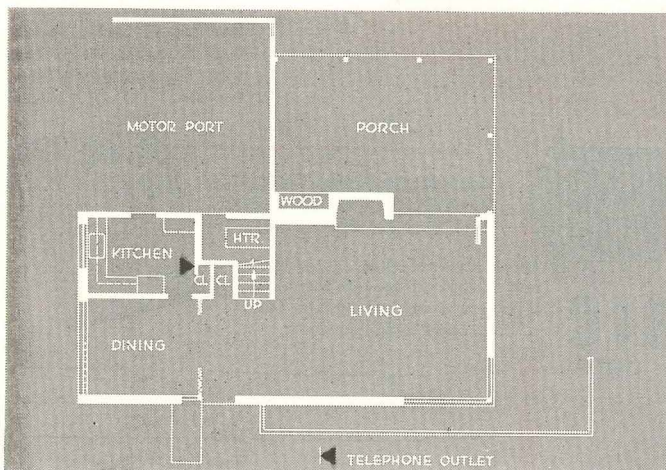 MOTOR PORT
PORCH
WOOD
KITCHEN
HTR
CL
CL
UP
LIVING
DINING
TELEPHONE OUTLET